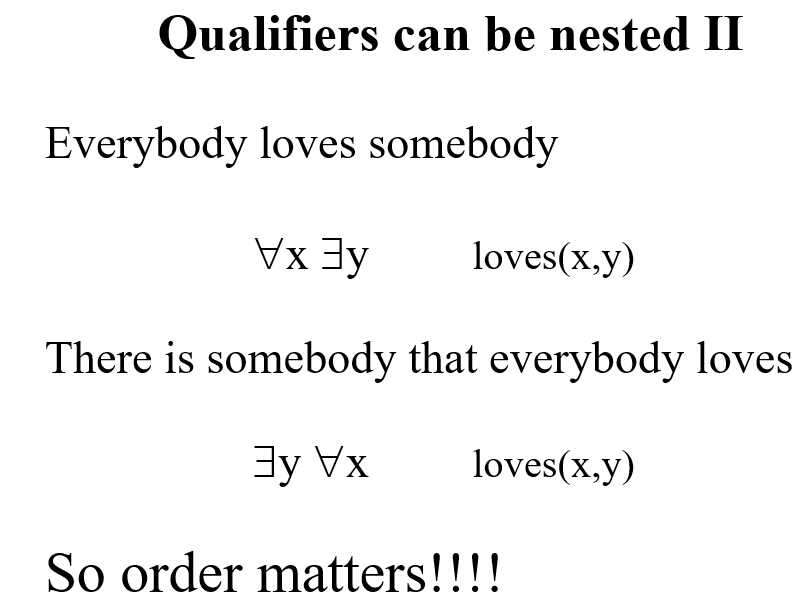 Qualifiers can be nested II
Everybody loves somebody
∀x ∃y loves(x,y)
There is somebody that everybody loves
∃y ∀x loves(x,y)
So order matters!!!!